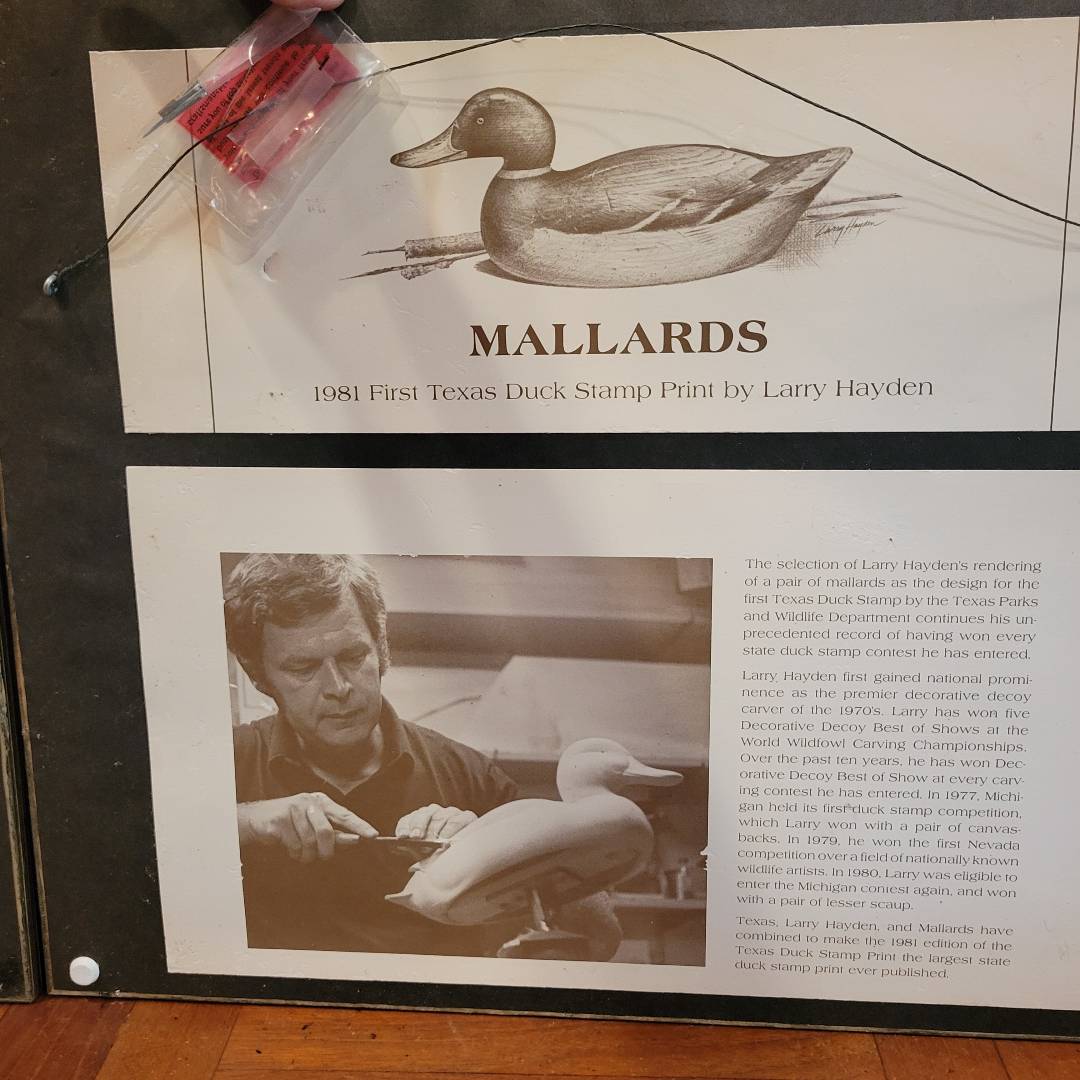 Larry Hayden
MALLARDS
1981 First Texas Duck Stamp Print by Larry Hayden
The selection of Larry Hayden's rendering
of a pair of mallards as the design for the
first Texas Duck Stamp by the Texas Parks
and Wildlife Department continues his un-
precedented record of having won every
state duck stamp contest he has entered.
Larry Hayden first gained national promi-
nence as the premier decorative decoy
carver of the 1970's. Larry has won five
Decorative Decoy Best of Shows at the
World Wildfowl Carving Championships.
Over the past ten years, he has won Dec-
orative Decoy Best of Show at every carv-
ing contest he has entered. In 1977, Michi-
gan held its first duck stamp competition,
which Larry won with a pair of canvas-
backs. In 1979, he won the first Nevada
competition over a field of nationally known
wildlife artists. In 1980, Larry was eligible to
enter the Michigan contest again, and won
with a pair of lesser scaup.
Texas, Larry Hayden, and Mallards have
combined to make the 1981 edition of the
Texas Duck Stamp Print the largest state
duck stamp print ever published.